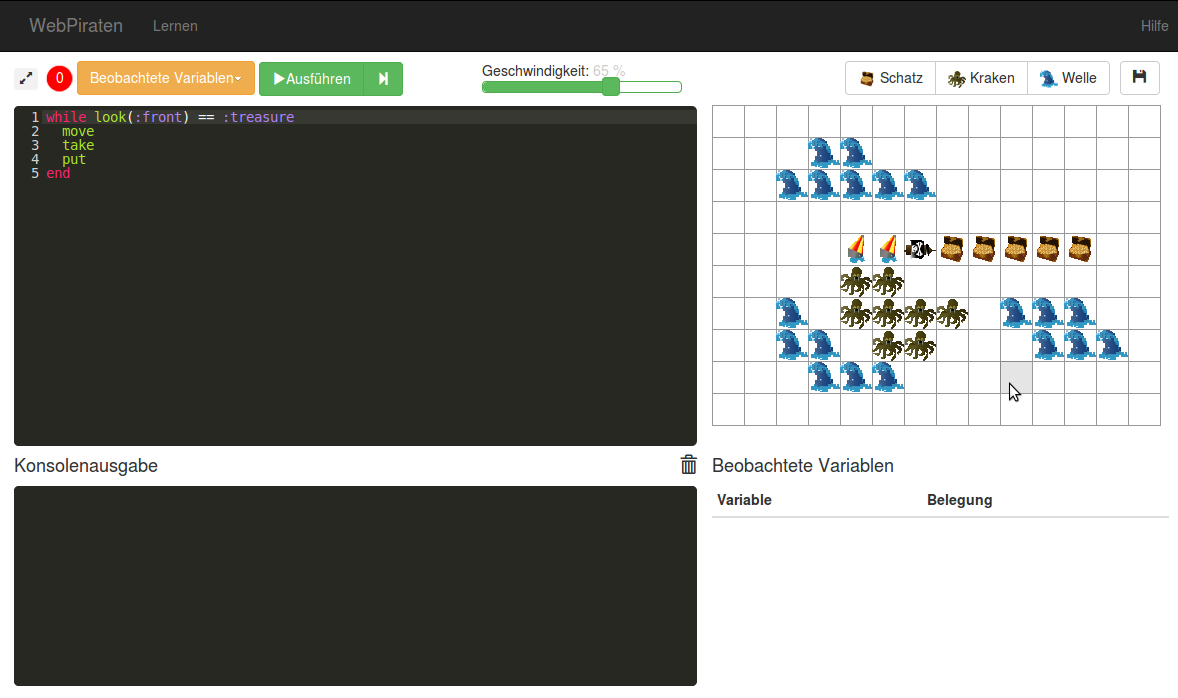 WebPiraten Lernen Hilfe
0 Beobachtete Variablen Ausführen Geschwindigkeit: 65 % Schatz Kraken Welle
1 while look(:front) == :treasure
2 move
3 take
4 put
5 end
Konsolenausgabe
Beobachtete Variablen
Variable Belegung